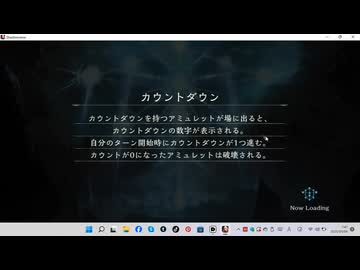 カウントダウン
カウントダウンを持つアミュレットが場に出ると、
カウントダウンの数字が表示される。
自分のターン開始時にカウントダウンが1つ進む。
カウントが0になったアミュレットは破壊される。
Now Loading